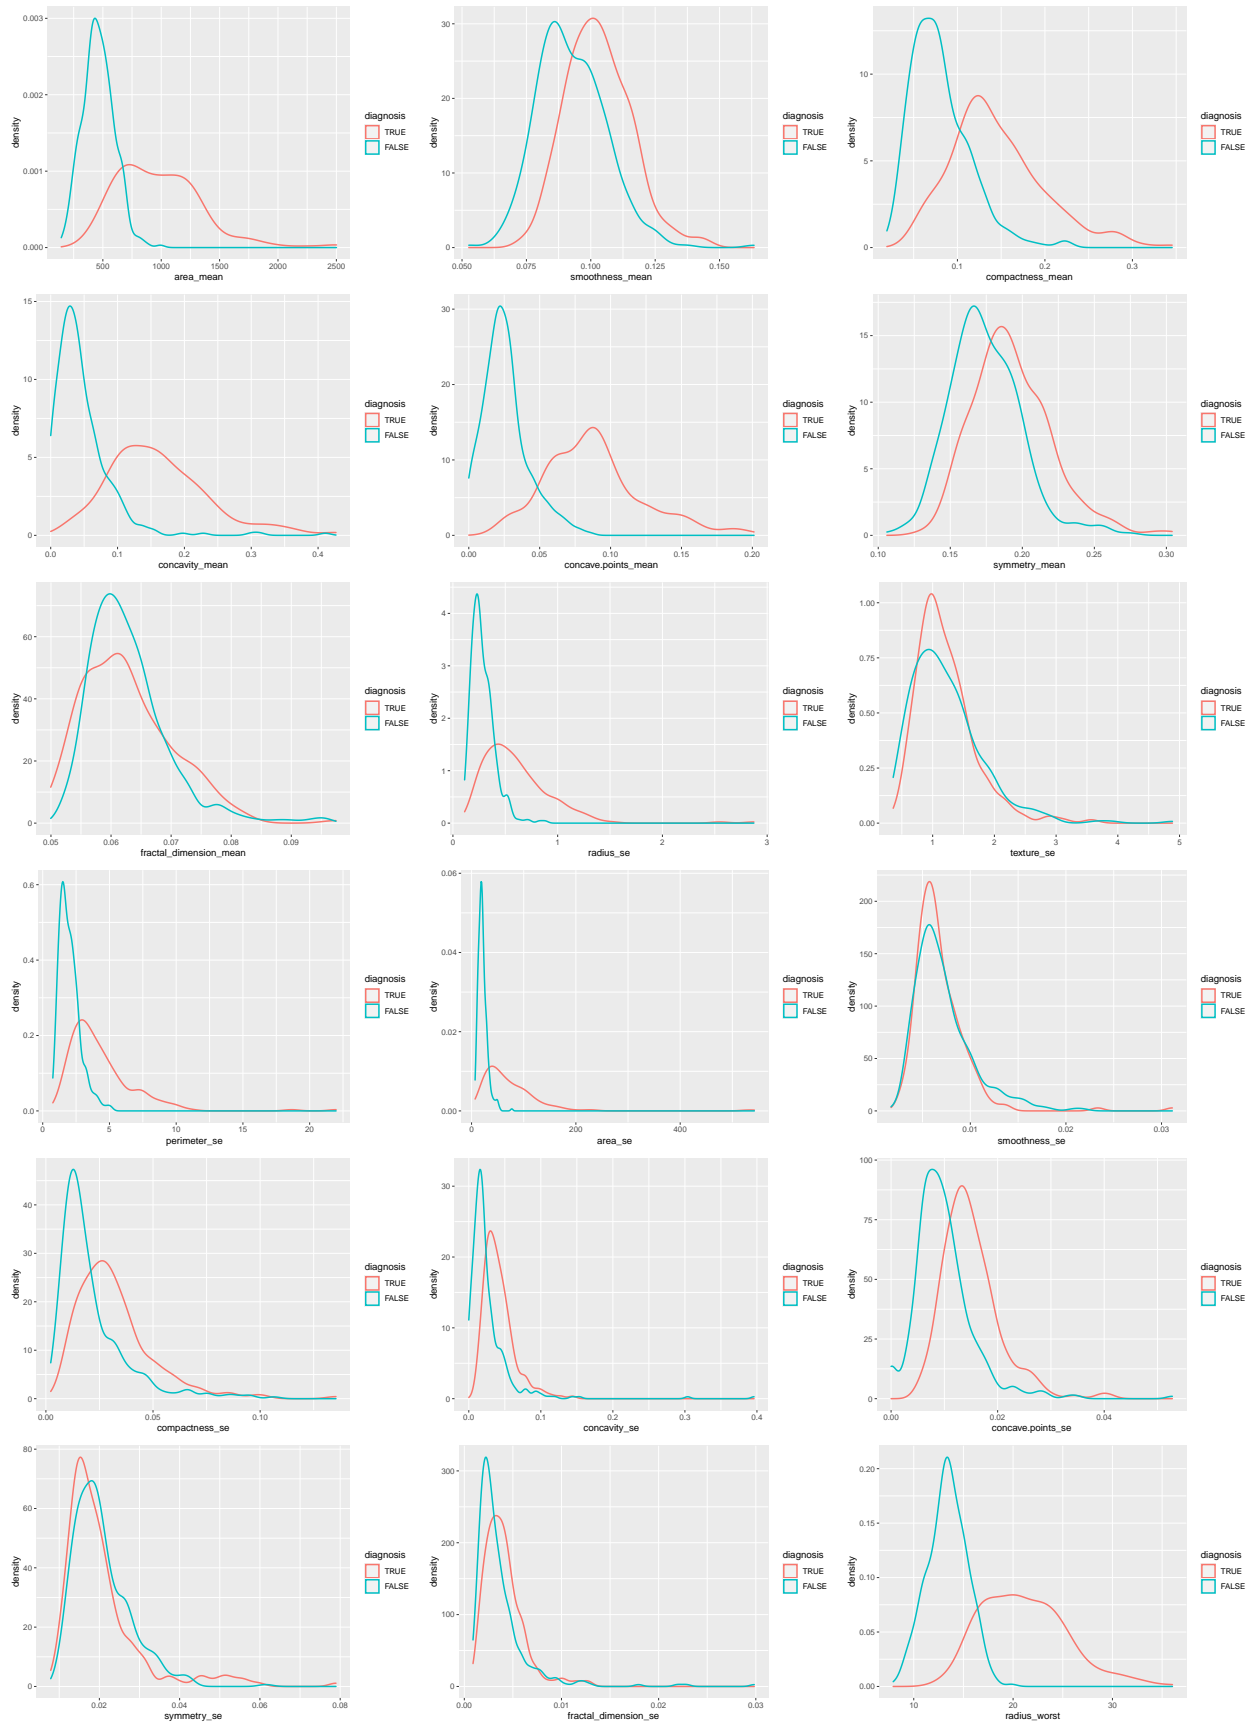 density
0.003
0.002
0.001
0.000
500 1000 1500 2000 2500
area_mean
diagnosis
TRUE
FALSE
density
30
20
10
0
0.050 0.075 0.100 0.125 0.150
smoothness_mean
diagnosis
TRUE
FALSE
density
10
5
0
0.1 0.2 0.3
compactness_mean
diagnosis
TRUE
FALSE
density
15
10
5
0
0.0 0.1 0.2 0.3 0.4
concavity_mean
diagnosis
TRUE
FALSE
density
30
20
10
0
0.00 0.05 0.10 0.15 0.20
concave.points_mean
diagnosis
TRUE
FALSE
density
15
10
5
0
0.10 0.15 0.20 0.25 0.30
symmetry_mean
diagnosis
TRUE
FALSE
density
60
40
20
0
0.05 0.06 0.07 0.08 0.09
fractal_dimension_mean
diagnosis
TRUE
FALSE
density
4
3
2
1
0
0 1 2 3
radius_se
diagnosis
TRUE
FALSE
density
1.00
0.75
0.50
0.25
0.00
1 2 3 4 5
texture_se
diagnosis
TRUE
FALSE
density
0.6
0.4
0.2
0.0
0 5 10 15 20
perimeter_se
diagnosis
TRUE
FALSE
density
0.06
0.04
0.02
0.00
0 200 400
area_se
diagnosis
TRUE
FALSE
density
200
150
100
50
0
0.01 0.02 0.03
smoothness_se
diagnosis
TRUE
FALSE
density
40
30
20
10
0
0.00 0.05 0.10
compactness_se
diagnosis
TRUE
FALSE
density
30
20
10
0
0.0 0.1 0.2 0.3 0.4
concavity_se
diagnosis
TRUE
FALSE
density
100
75
50
25
0
0.00 0.02 0.04
concave.points_se
diagnosis
TRUE
FALSE
density
80
60
40
20
0
0.02 0.04 0.06 0.08
symmetry_se
diagnosis
TRUE
FALSE
density
300
200
100
0
0.00 0.01 0.02 0.03
fractal_dimension_se
diagnosis
TRUE
FALSE
density
0.20
0.15
0.10
0.05
0.00
10 20 30
radius_worst
diagnosis
TRUE
FALSE